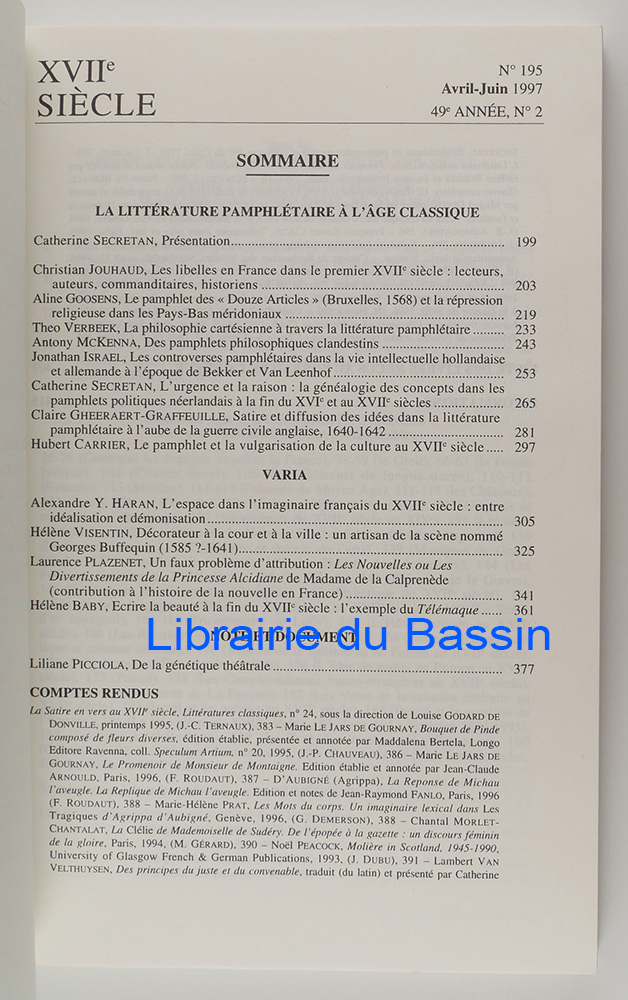 XVIIe
SIÈCLE
N° 195
Avril-Juin 1997
49e ANNÉE, N° 2
SOMMAIRE
LA LITTÉRATURE PAMPHLÉTAIRE À L'ÂGE CLASSIQUE
Catherine SECRETAN, Présentation 199
Christian JOUHAUD, Les libelles en France dans le premier XVIIe siècle : lecteurs,
auteurs, commanditaires, historiens 203
Aline GOOSENS, Le pamphlet des « Douze Articles » (Bruxelles, 1568) et la répression
religieuse dans les Pays-Bas méridionaux 219
Theo VERBEEK, La philosophie cartésienne à travers la littérature pamphlétaire 233
Antony MCKENNA, Des pamphlets philosophiques clandestins 243
Jonathan ISRAEL, Les controverses pamphlétaires dans la vie intellectuelle hollandaise
et allemande à l'époque de Bekker et Van Leenhof 253
Catherine SECRETAN, L'urgence et la raison : la généalogie des concepts dans les
pamphlets politiques néerlandais à la fin du XVIe et au XVIIe siècles 265
Claire GHEERAERT-GRAFFEUILLE, Satire et diffusion des idées dans la littérature
pamphlétaire à l'aube de la guerre civile anglaise, 1640-1642 281
Hubert CARRIER, Le pamphlet et la vulgarisation de la culture au XVIIe siècle 297
VARIA
Alexandre Y. HARAN, L'espace dans l'imaginaire français du XVIIe siècle : entre
idéalisation et démonisation 305
Hélène VISENTIN, Décorateur à la cour et à la ville : un artisan de la scène nommé
Georges Buffequin (1585 ?-1641) 325
Laurence PLAZENET, Un faux problème d'attribution : Les Nouvelles ou Les
Divertissements de la Princesse Alcidiane de Madame de la Calprenède
(contribution à l'histoire de la nouvelle en France) 341
Hélène BABY, Ecrire la beauté à la fin du XVIIe siècle : l'exemple du Télémaque 361
NOTE ET DOCUMENT
Librairie du Bassin
Liliane PICCIOLA, De la génétique théâtrale 377
COMPTES RENDUS
La Satire en vers au XVIIe siècle, Littératures classiques, n° 24, sous la direction de Louise GODARD DE
DONVILLE, printemps 1995, (J.-C. TERNAUX), 383 – Marie LE JARS DE GOURNAY, Bouquet de Pinde
composé de fleurs diverses, édition établie, présentée et annotée par Maddalena Bertela, Longo
Editore Ravenna, coll. Speculum Artium, n° 20, 1995, (J.-P. CHAUVEAU), 386 – Marie LE JARS DE
GOURNAY, Le Promenoir de Monsieur de Montaigne. Edition établie et annotée par Jean-Claude
ARNOULD, Paris, 1996, (F. ROUDAUT), 387 – D'AUBIGNÉ (Agrippa), La Reponse de Michau
l'aveugle. La Replique de Michau l'aveugle. Edition et notes de Jean-Raymond FANLO, Paris, 1996
(F. ROUDAUT), 388 – Marie-Hélène PRAT, Les Mots du corps. Un imaginaire lexical dans Les
Tragiques d'Agrippa d'Aubigné, Genève, 1996, (G. DEMERSON), 388 – Chantal MORLET-
CHANTALAT, La Clélie de Mademoiselle de Sudéry. De l'épopée à la gazette : un discours féminin
de la gloire, Paris, 1994, (M. GÉRARD), 390 – Noël PEACOCK, Molière in Scotland, 1945-1990,
University of Glasgow French & German Publications, 1993, (J. DUBU), 391 – Lambert VAN
VELTHUYSEN, Des principes du juste et du convenable, traduit (du latin) et présenté par Catherine